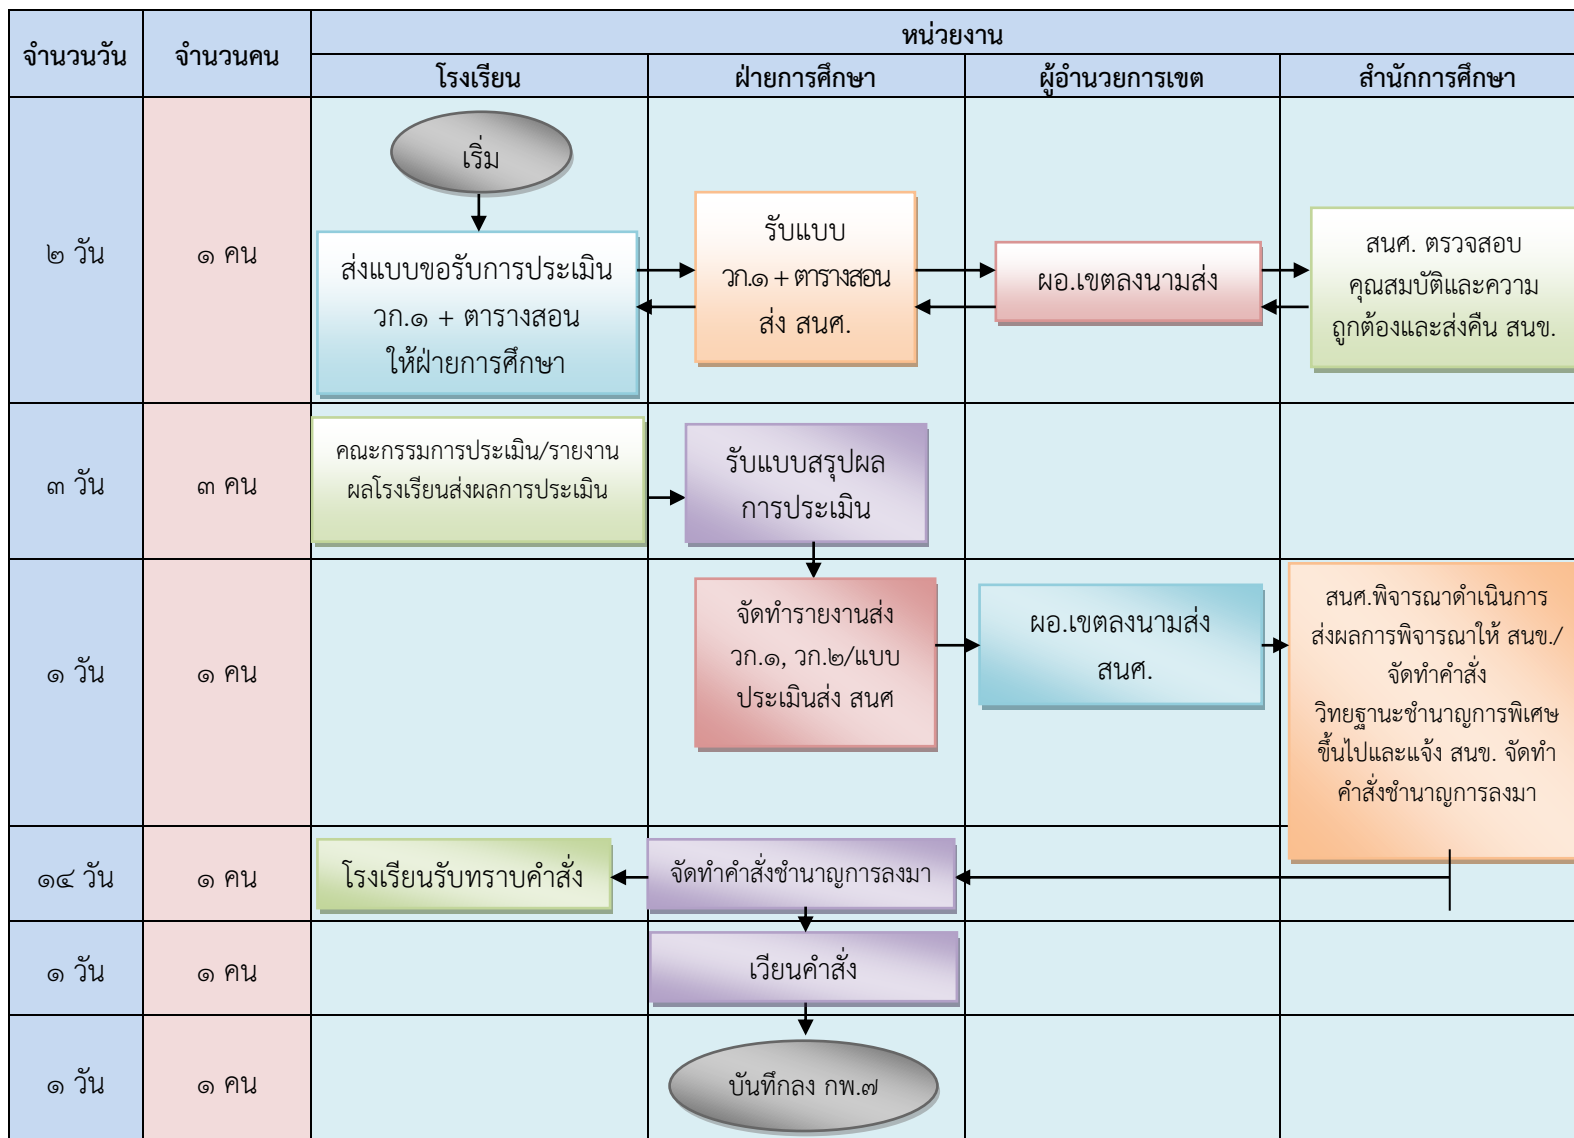 จำนวนวัน
จำนวนคน
หน่วยงาน
โรงเรียน
ฝ่ายการศึกษา
ผู้อำนวยการเขต
สำนักการศึกษา
๒ วัน
๑ คน
เริ่ม
ส่งแบบขอรับการประเมิน
วก.๑ + ตารางสอน
ให้ฝ่ายการศึกษา
รับแบบ
วก.๑ + ตารางสอน
ส่ง สนศ.
ผอ.เขตลงนามส่ง
สนศ. ตรวจสอบ
คุณสมบัติและความ
ถูกต้องและส่งคืน สนข.
๓ วัน
๓ คน
คณะกรรมการประเมิน/รายงาน
ผลโรงเรียนส่งผลการประเมิน
รับแบบสรุปผล
การประเมิน
๑ วัน
๑ คน
จัดทำรายงานส่ง
วก.๑, วก.๒/แบบ
ประเมินส่ง สนศ
ผอ.เขตลงนามส่ง
สนศ.
สนศ.พิจารณาดำเนินการ
ส่งผลการพิจารณาให้ สนข./
จัดทำคำสั่ง
วิทยฐานะชำนาญการพิเศษ
ขึ้นไปและแจ้ง สนข. จัดทำ
คำสั่งชำนาญการลงมา
๑๔ วัน
๑ คน
โรงเรียนรับทราบคำสั่ง
จัดทำคำสั่งชำนาญการลงมา
๑ วัน
๑ คน
เวียนคำสั่ง
๑ วัน
๑ คน
บันทึกลง กพ.๗